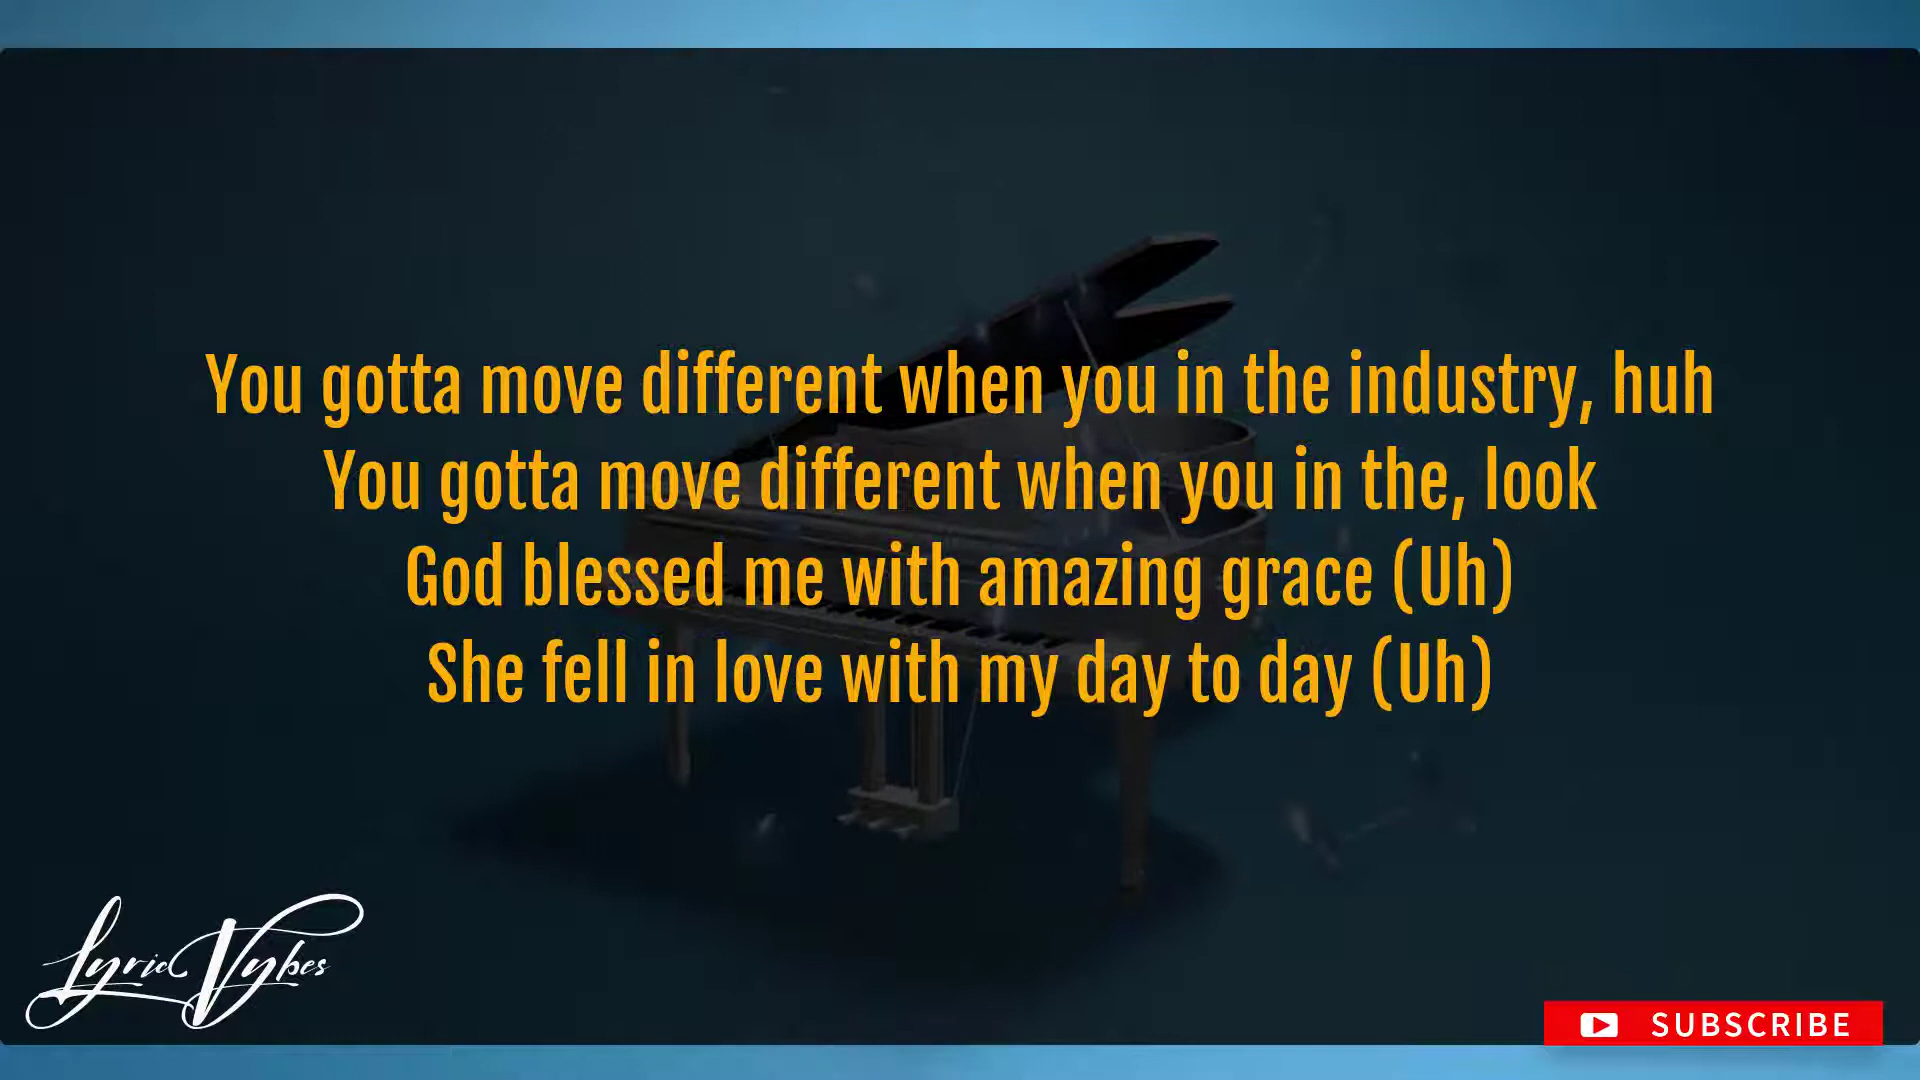 You gotta move different when you in the industry, huh
You gotta move different when you in the, look
God blessed me with amazing grace (Uh)
She fell in love with my day to day (Uh)
Lyric Vybes
SUBSCRIBE